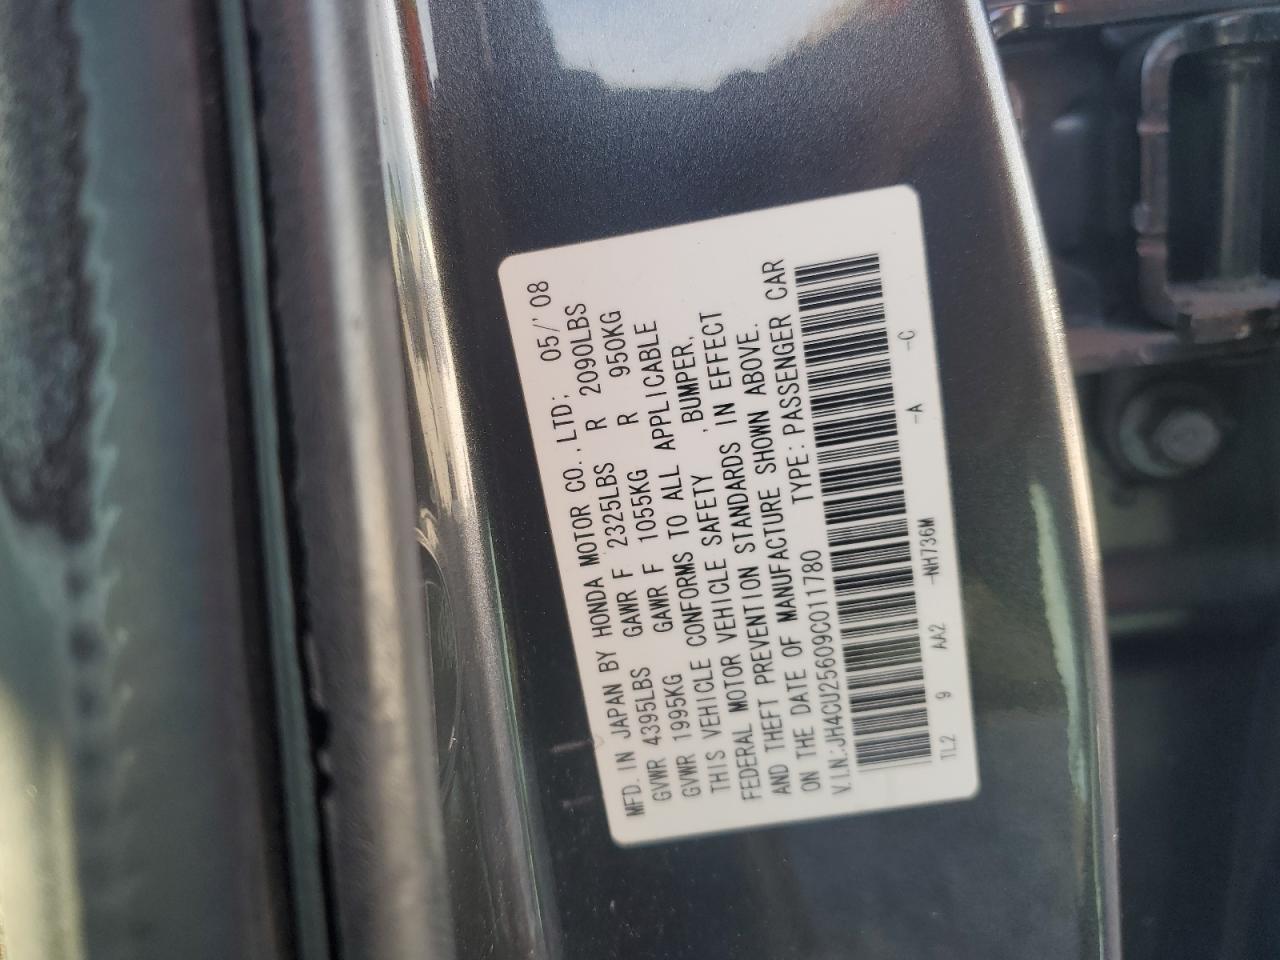 MFD. IN JAPAN BY HONDA MOTOR CO., LTD; 05/'08
GVWR 4395LBS GAWR F 2325LBS R 2090LBS
GVWR 1995KG GAWR F 1055KG R 950KG
THIS VEHICLE CONFORMS TO ALL APPLICABLE
FEDERAL MOTOR VEHICLE SAFETY , BUMPER,
AND THEFT PREVENTION STANDARDS IN EFFECT
ON THE DATE OF MANUFACTURE SHOWN ABOVE.
V.I.N.:JH4CU25609C011780 TYPE: PASSENGER CAR
TL2 9 AA2 -NH736M -A -C